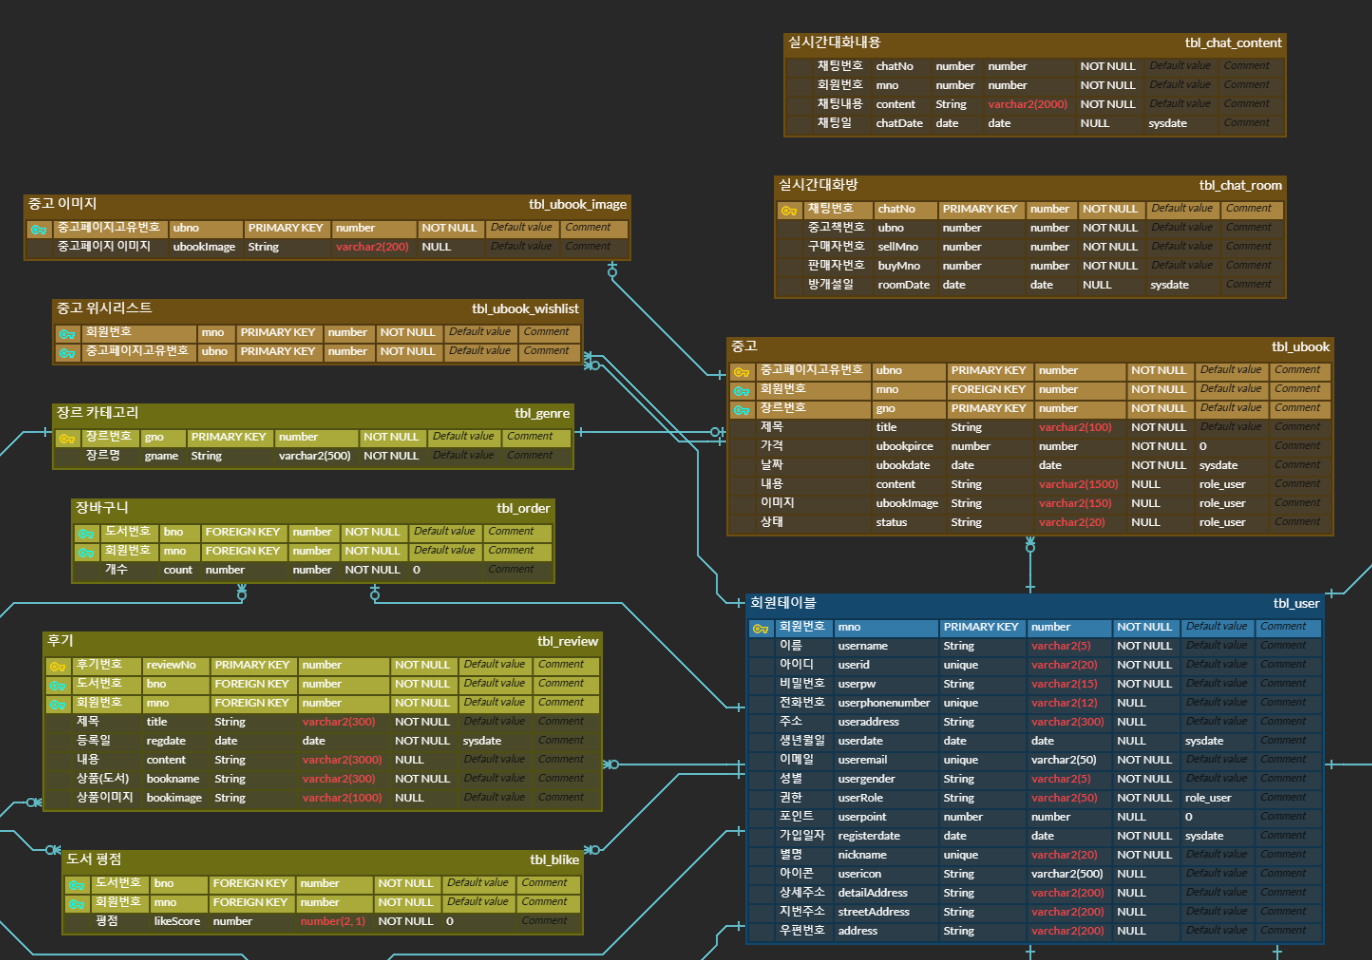 실시간대화내용 tbl_chat_content
채팅번호 chatNo number number NOT NULL Default value Comment
회원번호 mno number number NOT NULL Default value Comment
채팅내용 content String varchar2(2000) NOT NULL Default value Comment
채팅일 chatDate date date NULL sysdate Comment
실시간대화방 tbl_chat_room
채팅번호 chatNo PRIMARY KEY number NOT NULL Default value Comment
중고책번호 ubno number number NOT NULL Default value Comment
구매자번호 sellMno number number NOT NULL Default value Comment
판매자번호 buyMno number number NOT NULL Default value Comment
방개설일 roomDate date date NULL sysdate Comment
중고 이미지 tbl_ubook_image
중고페이지고유번호 ubno PRIMARY KEY number NOT NULL Default value Comment
중고페이지 이미지 ubookImage String varchar2(200) NULL Default value Comment
중고 위시리스트 tbl_ubook_wishlist
회원번호 mno PRIMARY KEY number NOT NULL Default value Comment
중고페이지고유번호 ubno PRIMARY KEY number NOT NULL Default value Comment
중고 tbl_ubook
중고페이지고유번호 ubno PRIMARY KEY number NOT NULL Default value Comment
회원번호 mno FOREIGN KEY number NOT NULL Default value Comment
장르번호 gno PRIMARY KEY number NOT NULL Default value Comment
제목 title String varchar2(100) NOT NULL Default value Comment
가격 ubookpirce number number NOT NULL 0 Comment
날짜 ubookdate date date NOT NULL sysdate Comment
내용 content String varchar2(1500) NULL role_user Comment
이미지 ubookImage String varchar2(150) NULL role_user Comment
상태 status String varchar2(20) NULL role_user Comment
장르 카테고리 tbl_genre
장르번호 gno PRIMARY KEY number NOT NULL Default value Comment
장르명 gname String varchar2(500) NOT NULL Default value Comment
장바구니 tbl_order
도서번호 bno FOREIGN KEY number NOT NULL Default value Comment
회원번호 mno FOREIGN KEY number NOT NULL Default value Comment
개수 count number number NOT NULL 0 Comment
후기 tbl_review
후기번호 reviewNo PRIMARY KEY number NOT NULL Default value Comment
도서번호 bno FOREIGN KEY number NOT NULL Default value Comment
회원번호 mno FOREIGN KEY number NOT NULL Default value Comment
제목 title String varchar2(300) NOT NULL Default value Comment
등록일 regdate date date NOT NULL sysdate Comment
내용 content String varchar2(3000) NULL Default value Comment
상품(도서) bookname String varchar2(300) NOT NULL Default value Comment
상품이미지 bookimage String varchar2(1000) NULL Default value Comment
도서 평점 tbl_blike
도서번호 bno FOREIGN KEY number NOT NULL Default value Comment
회원번호 mno FOREIGN KEY number NOT NULL Default value Comment
평점 likeScore number number(2, 1) NOT NULL 0 Comment
회원테이블 tbl_user
회원번호 mno PRIMARY KEY number NOT NULL Default value Comment
이름 username String varchar2(5) NOT NULL Default value Comment
아이디 userid unique varchar2(20) NOT NULL Default value Comment
비밀번호 userpw String varchar2(15) NOT NULL Default value Comment
전화번호 userphonenumber unique varchar2(12) NULL Default value Comment
주소 useraddress String varchar2(300) NOT NULL Default value Comment
생년월일 userdate date date NOT NULL sysdate Comment
이메일 useremail unique varchar2(50) NOT NULL Default value Comment
성별 usergender String varchar2(5) NOT NULL Default value Comment
권한 userRole String varchar2(50) NOT NULL role_user Comment
포인트 userpoint number number NULL 0 Comment
가입일자 registerdate date date NOT NULL sysdate Comment
별명 nickname unique varchar2(20) NOT NULL Default value Comment
아이콘 usericon String varchar2(500) NULL Default value Comment
상세주소 detailAddress String varchar2(200) NULL Default value Comment
지번주소 streetAddress String varchar2(200) NULL Default value Comment
우편번호 address String varchar2(200) NULL Default value Comment